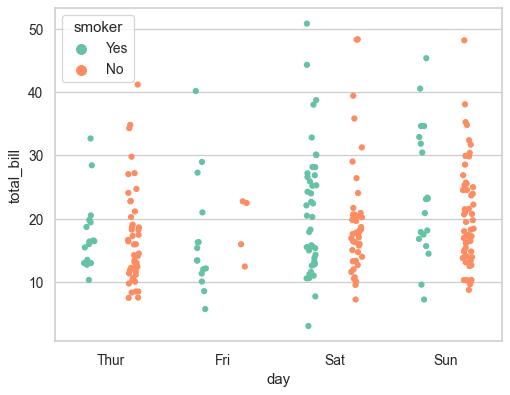 smoker
Yes
No
50
40
30
20
10
total_bill
Thur Fri Sat Sun
day